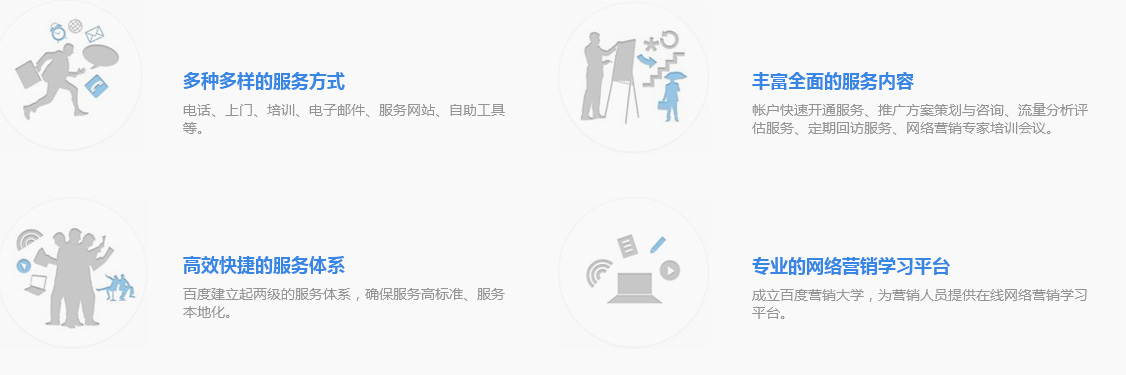 多种多样的服务方式
电话、上门、培训、电子邮件、服务网站、自助工具
等。
丰富全面的服务内容
帐户快速开通服务、推广方案策划与咨询、流量分析评
估服务、定期回访服务、网络营销专家培训会议。
高效快捷的服务体系
百度建立起两级的服务体系，确保服务高标准、服务
本地化。
专业的网络营销学习平台
成立百度营销大学，为营销人员提供在线网络营销学习
平台。